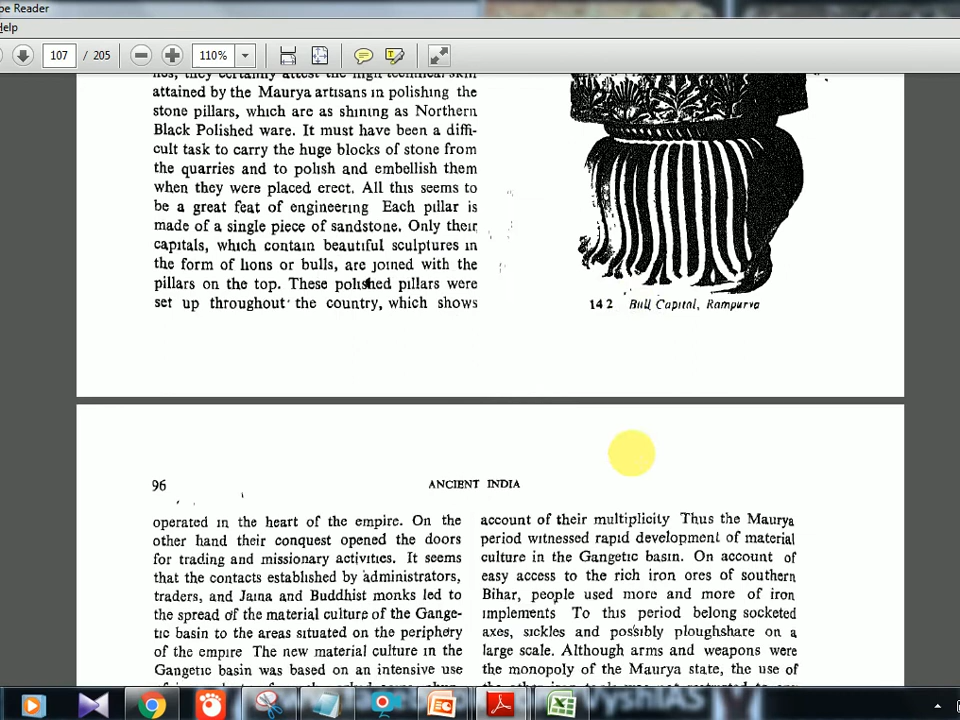 be Reader
Help
107 / 205
110%
attained by the Maurya artisans in polishing the
stone pillars, which are as shining as Northern
Black Polished ware. It must have been a diffi-
cult task to carry the huge blocks of stone from
the quarries and to polish and embellish them
when they were placed erect. All this seems to
be a great feat of engineering Each pillar is
made of a single piece of sandstone. Only their
capitals, which contain beautiful sculptures in
the form of lions or bulls, are joined with the
pillars on the top. These polished pillars were
set up throughout the country, which shows
14 2 Bull Capital, Rampurva
96
ANCIENT INDIA
operated in the heart of the empire. On the
other hand their conquest opened the doors
for trading and missionary activities. It seems
that the contacts established by administrators,
traders, and Jaina and Buddhist monks led to
the spread of the material culture of the Gange-
tic basin to the areas situated on the periphery
of the empire The new material culture in the
Gangetic basin was based on an intensive use
account of their multiplicity Thus the Maurya
period witnessed rapid development of material
culture in the Gangetic basin. On account of
easy access to the rich iron ores of southern
Bihar, people used more and more of iron
implements To this period belong socketed
axes, sickles and possibly ploughshare on a
large scale. Although arms and weapons were
the monopoly of the Maurya state, the use of